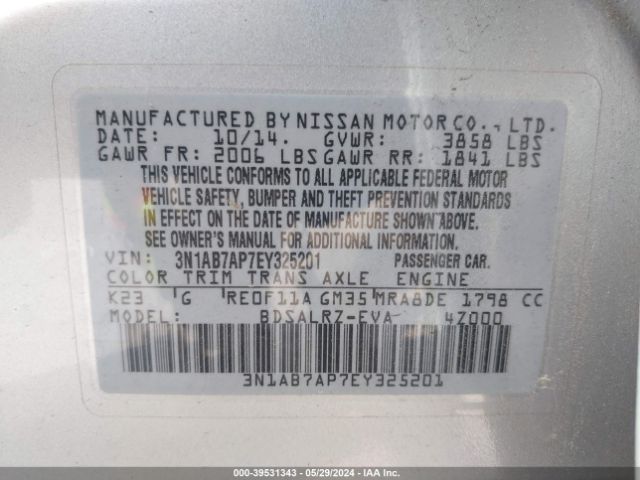 MANUFACTURED BY NISSAN MOTOR CO., LTD.
DATE: 10/14. GVWR: 3858 LBS
GAWR FR: 2006 LBS GAWR RR: 1841 LBS
THIS VEHICLE CONFORMS TO ALL APPLICABLE FEDERAL MOTOR
VEHICLE SAFETY, BUMPER AND THEFT PREVENTION STANDARDS
IN EFFECT ON THE DATE OF MANUFACTURE SHOWN ABOVE.
SEE OWNER'S MANUAL FOR ADDITIONAL INFORMATION.
VIN: 3N1AB7AP7EY325201 PASSENGER CAR.
COLOR TRIM TRANS AXLE ENGINE
K23 G RE0F11A GM35 MRA8DE 1798 CC
MODEL: BDSALRZ-EVA 4Z000
3N1AB7AP7EY325201
000-39531343 / 05/29/2024 - IAA Inc.